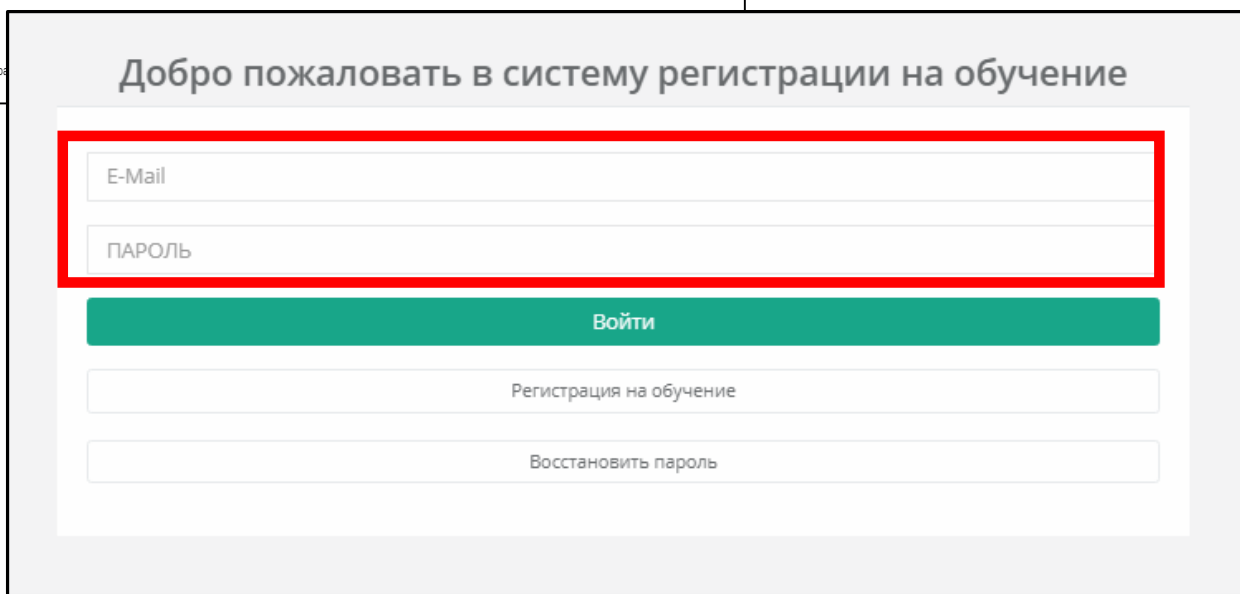 Добро пожаловать в систему регистрации на обучение
E-Mail
ПАРОЛЬ
Войти
Регистрация на обучение
Восстановить пароль